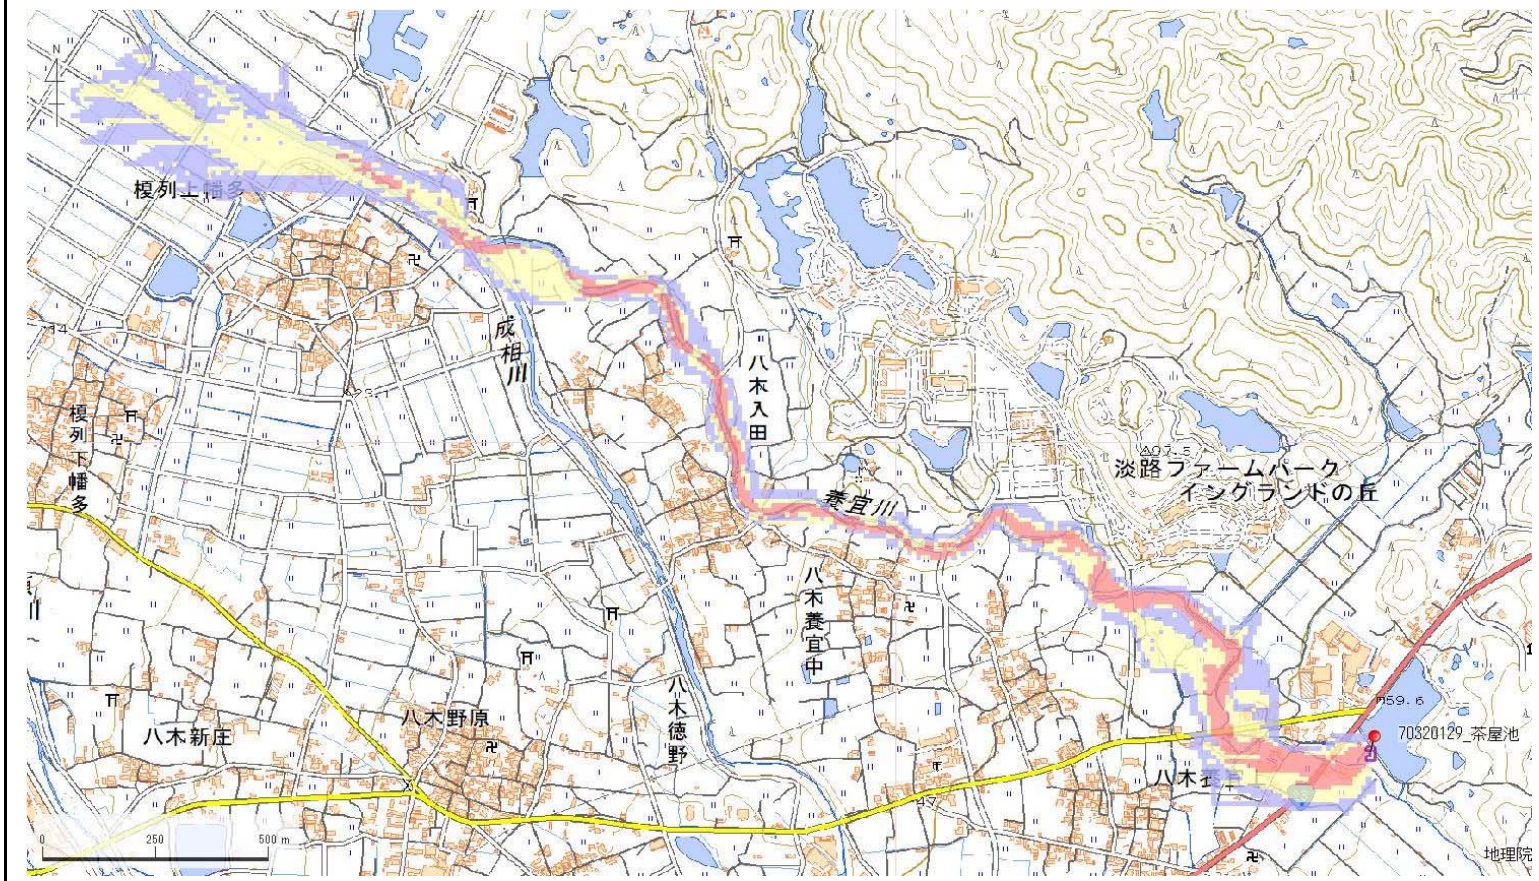 N
榎列上幡多
成相川
八木入田
榎列下幡多
淡路ファームパーク
イングランドの丘
養宜川
八木養宜中
59.6
70320129_茶屋池
八木徳野
八木野原
八木新庄
八木養宜
0 250 500 m
地理院